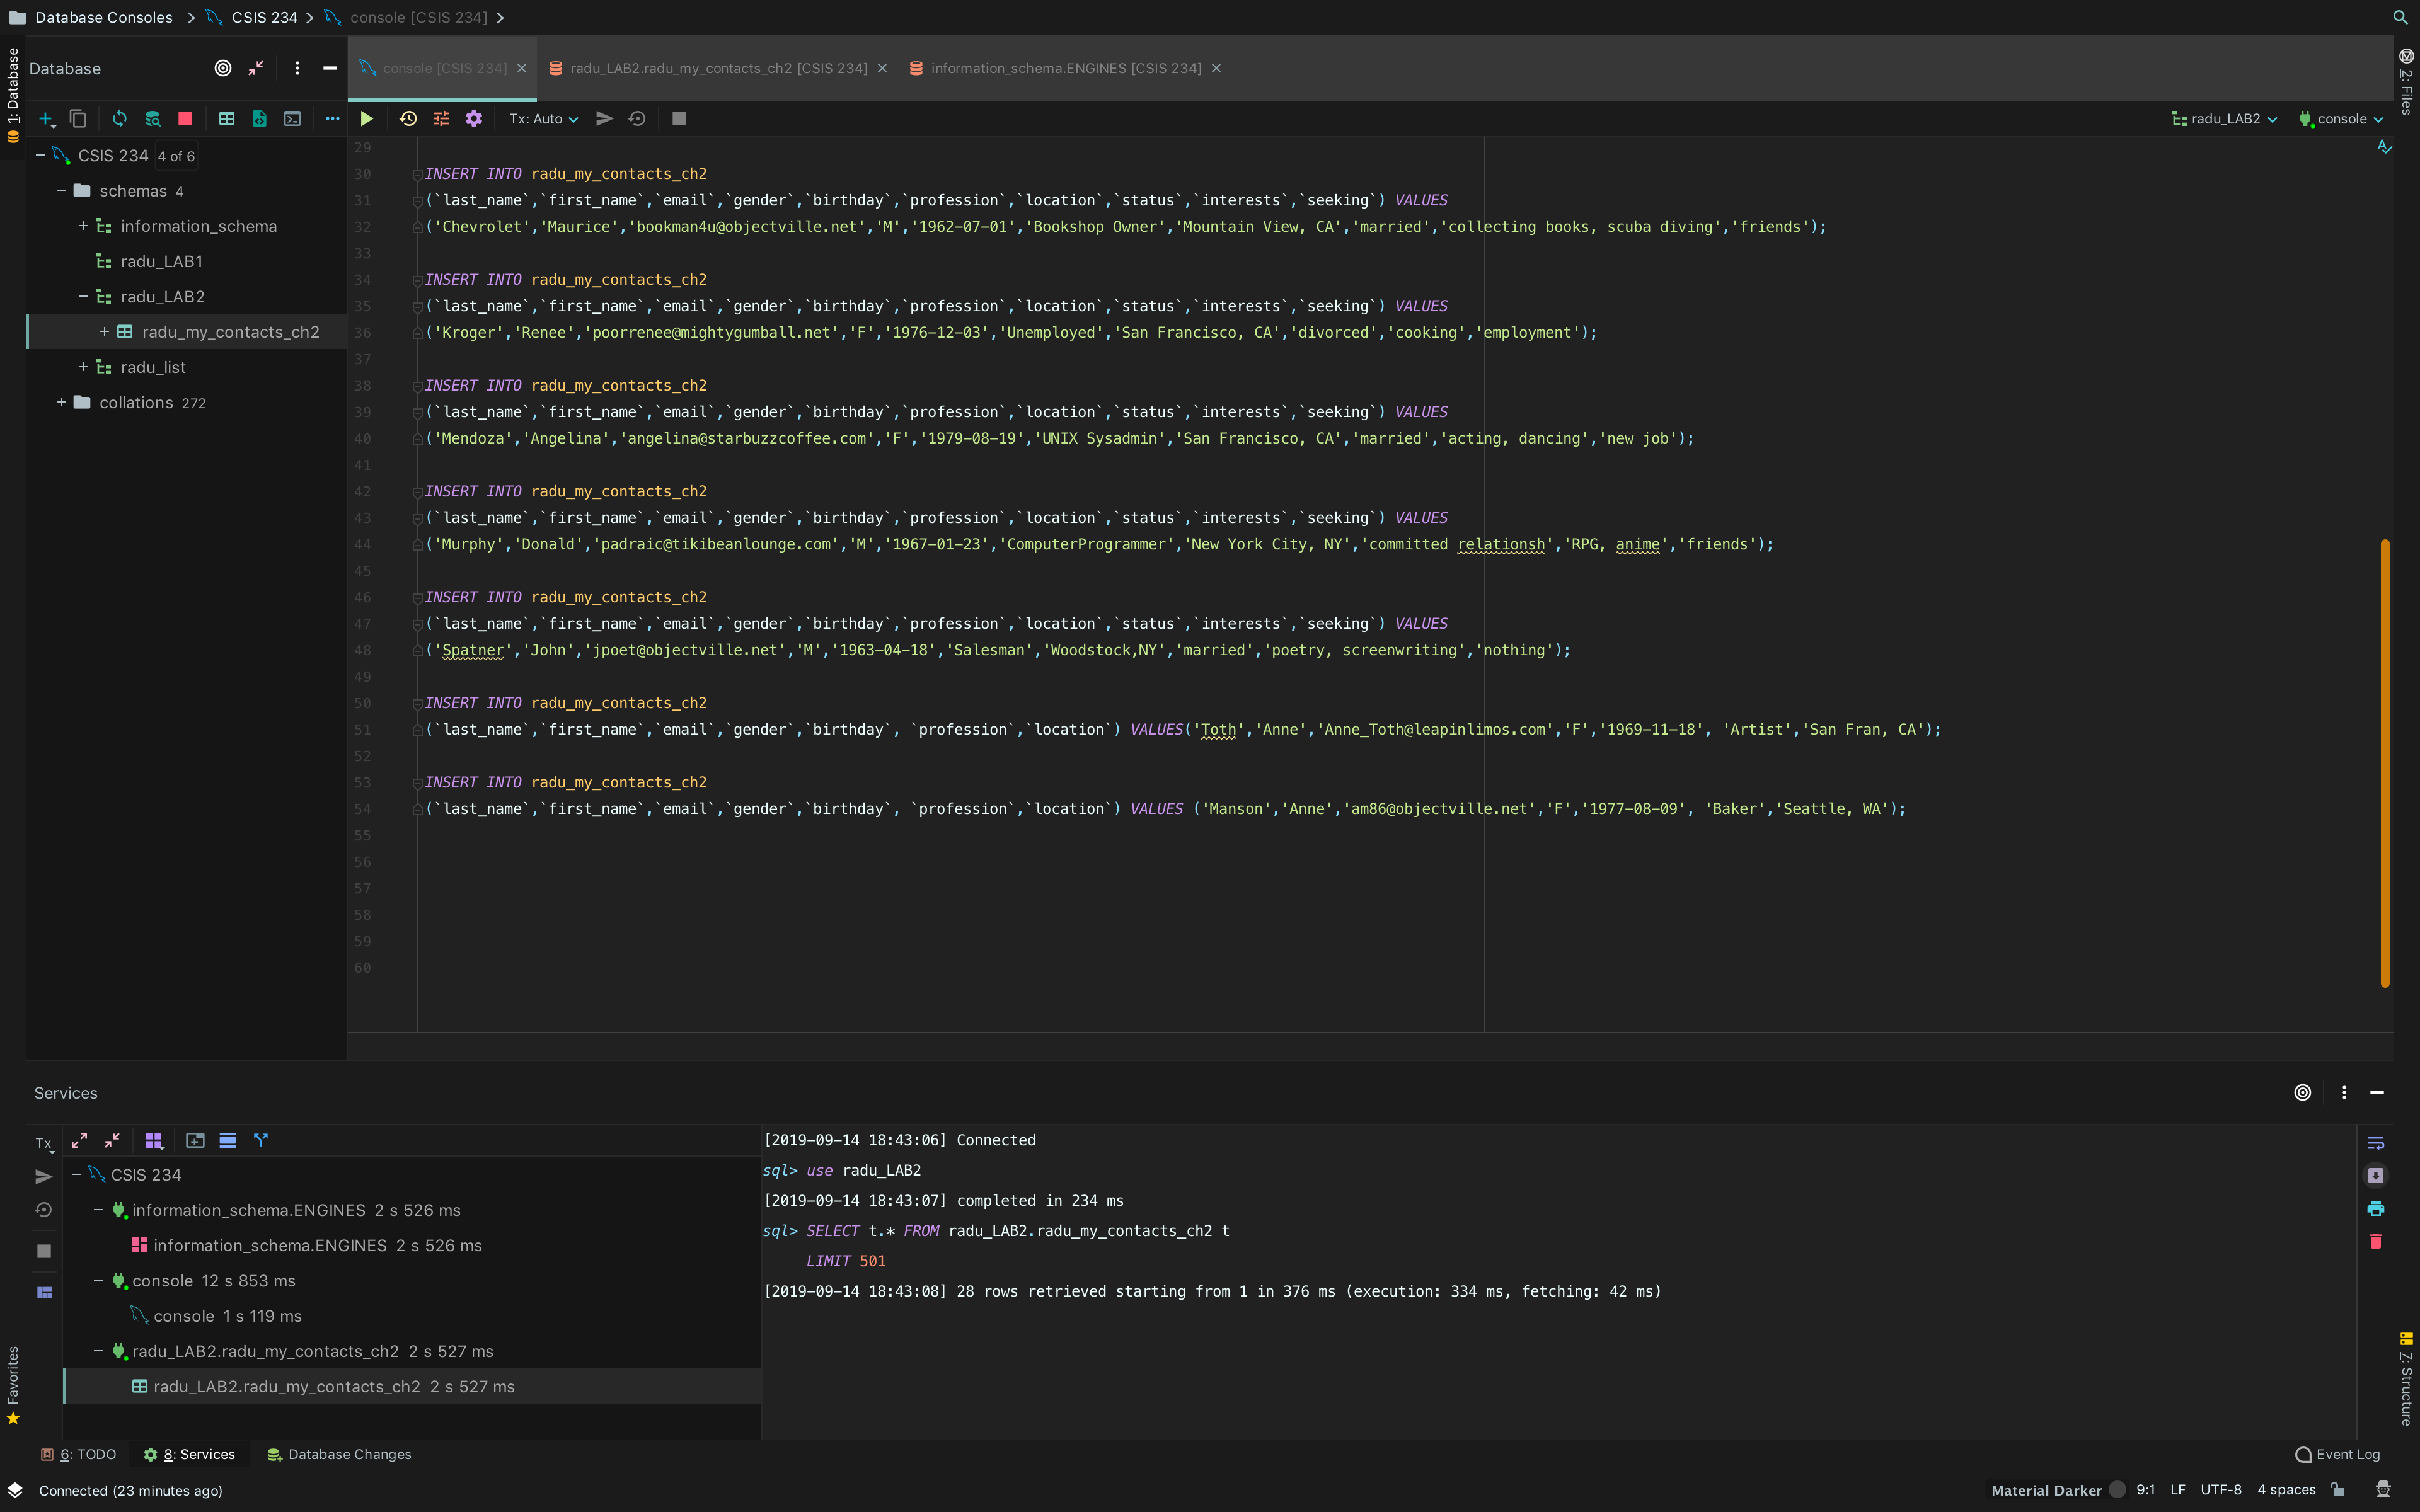 Database Consoles CSIS 234 console [CSIS 234]
1: Database
Database
console [CSIS 234] radu_LAB2.radu_my_contacts_ch2 [CSIS 234] information_schema.ENGINES [CSIS 234]
2: Files
Tx: Auto radu_LAB2 console
CSIS 234 4 of 6
schemas 4
information_schema
radu_LAB1
radu_LAB2
radu_my_contacts_ch2
radu_list
collations 272
29
30 INSERT INTO radu_my_contacts_ch2
31 (`last_name`,`first_name`,`email`,`gender`,`birthday`,`profession`,`location`,`status`,`interests`,`seeking`) VALUES
32 ('Chevrolet','Maurice','bookman4u@objectville.net','M','1962-07-01','Bookshop Owner','Mountain View, CA','married','collecting books, scuba diving','friends');
33
34 INSERT INTO radu_my_contacts_ch2
35 (`last_name`,`first_name`,`email`,`gender`,`birthday`,`profession`,`location`,`status`,`interests`,`seeking`) VALUES
36 ('Kroger','Renee','poorrenee@mightygumball.net','F','1976-12-03','Unemployed','San Francisco, CA','divorced','cooking','employment');
37
38 INSERT INTO radu_my_contacts_ch2
39 (`last_name`,`first_name`,`email`,`gender`,`birthday`,`profession`,`location`,`status`,`interests`,`seeking`) VALUES
40 ('Mendoza','Angelina','angelina@starbuzzcoffee.com','F','1979-08-19','UNIX Sysadmin','San Francisco, CA','married','acting, dancing','new job');
41
42 INSERT INTO radu_my_contacts_ch2
43 (`last_name`,`first_name`,`email`,`gender`,`birthday`,`profession`,`location`,`status`,`interests`,`seeking`) VALUES
44 ('Murphy','Donald','padraic@tikibeanlounge.com','M','1967-01-23','ComputerProgrammer','New York City, NY','committed relationsh','RPG, anime','friends');
45
46 INSERT INTO radu_my_contacts_ch2
47 (`last_name`,`first_name`,`email`,`gender`,`birthday`,`profession`,`location`,`status`,`interests`,`seeking`) VALUES
48 ('Spatner','John','jpoet@objectville.net','M','1963-04-18','Salesman','Woodstock,NY','married','poetry, screenwriting','nothing');
49
50 INSERT INTO radu_my_contacts_ch2
51 (`last_name`,`first_name`,`email`,`gender`,`birthday`, `profession`,`location`) VALUES('Toth','Anne','Anne_Toth@leapinlimos.com','F','1969-11-18', 'Artist','San Fran, CA');
52
53 INSERT INTO radu_my_contacts_ch2
54 (`last_name`,`first_name`,`email`,`gender`,`birthday`, `profession`,`location`) VALUES ('Manson','Anne','am86@objectville.net','F','1977-08-09', 'Baker','Seattle, WA');
55
56
57
58
59
60
Services
Tx
CSIS 234
information_schema.ENGINES 2 s 526 ms
information_schema.ENGINES 2 s 526 ms
console 12 s 853 ms
console 1 s 119 ms
radu_LAB2.radu_my_contacts_ch2 2 s 527 ms
radu_LAB2.radu_my_contacts_ch2 2 s 527 ms
[2019-09-14 18:43:06] Connected
sql> use radu_LAB2
[2019-09-14 18:43:07] completed in 234 ms
sql> SELECT t.* FROM radu_LAB2.radu_my_contacts_ch2 t
LIMIT 501
[2019-09-14 18:43:08] 28 rows retrieved starting from 1 in 376 ms (execution: 334 ms, fetching: 42 ms)
Favorites
7: Structure
6: TODO 8: Services Database Changes Event Log
Connected (23 minutes ago) Material Darker 9:1 LF UTF-8 4 spaces